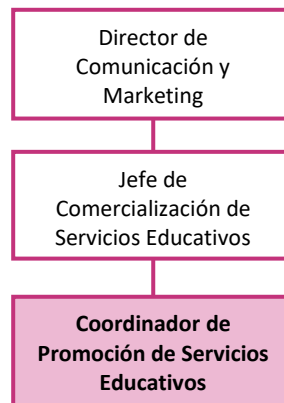 Director de
Comunicación y
Marketing
Jefe de
Comercialización de
Servicios Educativos
Coordinador de
Promoción de Servicios
Educativos